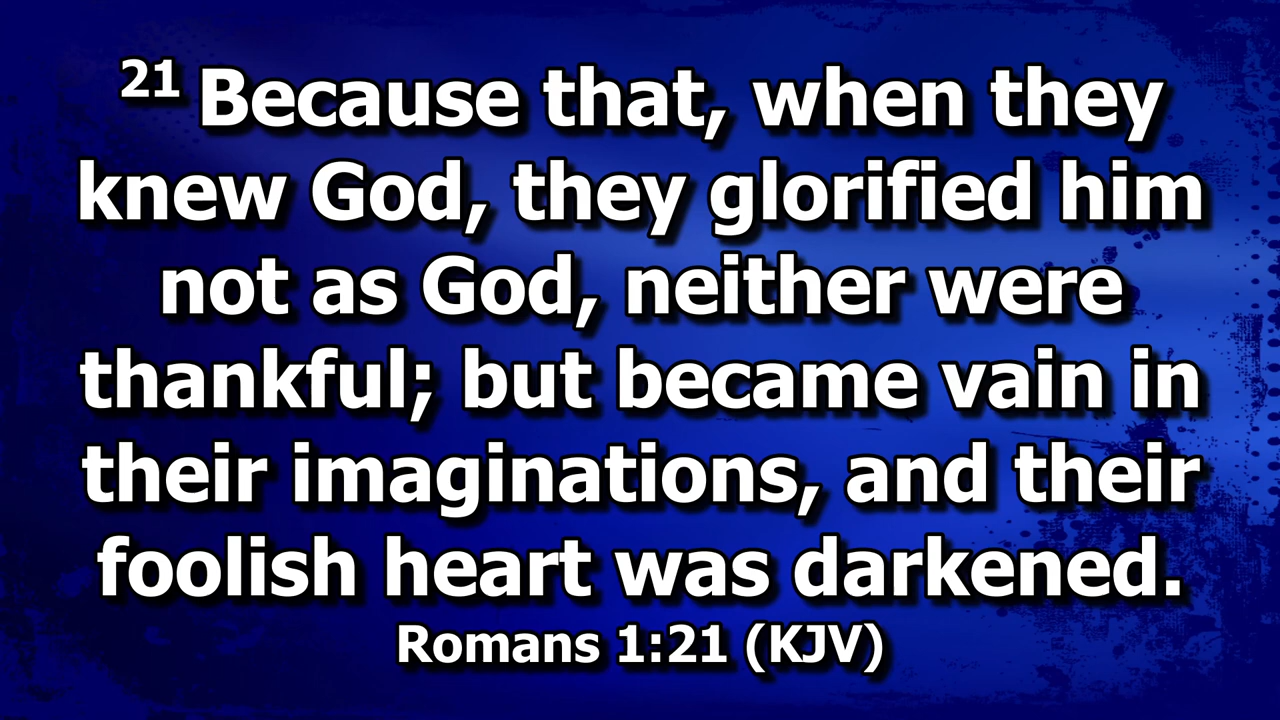 21 Because that, when they
knew God, they glorified him
not as God, neither were
thankful; but became vain in
their imaginations, and their
foolish heart was darkened.
Romans 1:21 (KJV)